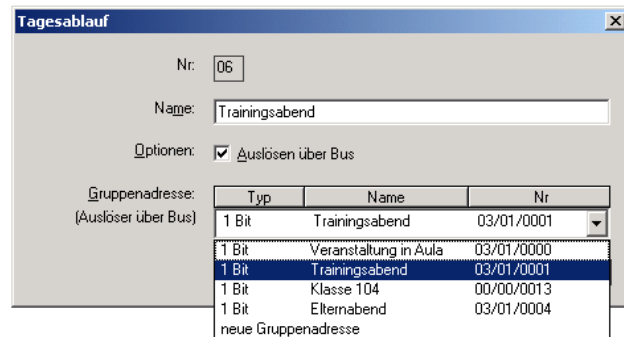 Tagesablauf
Nr: 06
Name: Trainingsabend
Optionen: Auslösen über Bus
Gruppenadresse: Typ Name Nr
(Auslöser über Bus) 1 Bit Trainingsabend 03/01/0001
1 Bit Veranstaltung in Aula 03/01/0000
1 Bit Trainingsabend 03/01/0001
1 Bit Klasse 104 00/00/0013
1 Bit Elternabend 03/01/0004
neue Gruppenadresse